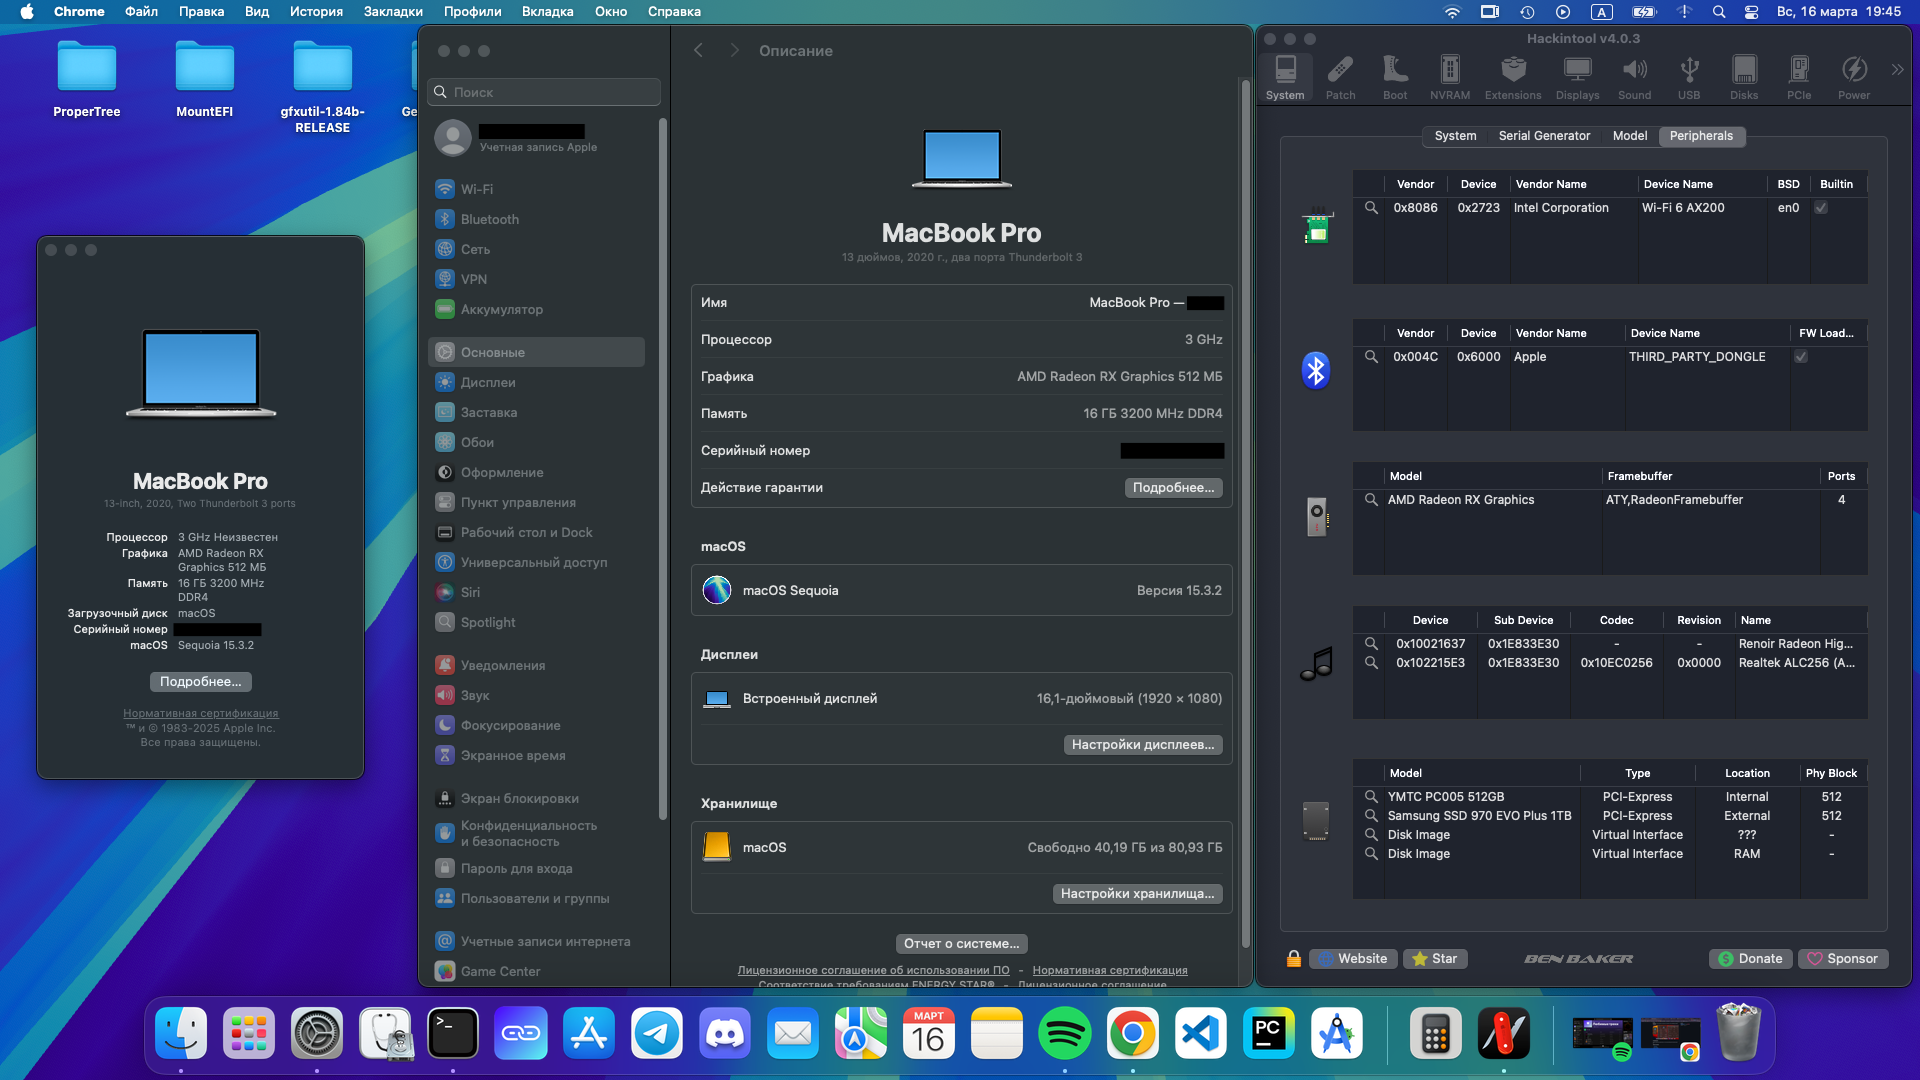 Chrome Файл Правка Вид История Закладки Профили Вкладка Окно Справка
A
Вс, 16 марта 19:45
ProperTree
MountEFI
gfxutil-1.84b-
RELEASE
Ge
MacBook Pro
13-inch, 2020, Two Thunderbolt 3 ports
Процессор 3 GHz Неизвестен
Графика AMD Radeon RX
Graphics 512 МБ
Память 16 ГБ 3200 MHz
DDR4
Загрузочный диск macOS
Серийный номер
macOS Sequoia 15.3.2
Подробнее...
Нормативная сертификация
™ и © 1983-2025 Apple Inc.
Все права защищены.
Поиск
Учетная запись Apple
Wi-Fi
Bluetooth
Сеть
VPN
Аккумулятор
Основные
Дисплеи
Заставка
Обои
Оформление
Пункт управления
Рабочий стол и Dock
Универсальный доступ
Siri
Spotlight
Уведомления
Звук
Фокусирование
Экранное время
Экран блокировки
Конфиденциальность
и безопасность
Пароль для входа
Пользователи и группы
Учетные записи интернета
Game Center
Описание
MacBook Pro
13 дюймов, 2020 г., два порта Thunderbolt 3
Имя MacBook Pro —
Процессор 3 GHz
Графика AMD Radeon RX Graphics 512 МБ
Память 16 ГБ 3200 MHz DDR4
Серийный номер
Действие гарантии Подробнее...
macOS
macOS Sequoia Версия 15.3.2
Дисплеи
Встроенный дисплей 16,1-дюймовый (1920 × 1080)
Настройки дисплеев...
Хранилище
macOS Свободно 40,19 ГБ из 80,93 ГБ
Настройки хранилища...
Отчет о системе...
Лицензионное соглашение об использовании ПО - Нормативная сертификация
Соответствие требованиям ENERGY STAR® - Лицензионное соглашение
Hackintool v4.0.3
System Patch Boot NVRAM Extensions Displays Sound USB Disks PCIe Power
System Serial Generator Model Peripherals
Vendor Device Vendor Name Device Name BSD Builtin
0x8086 0x2723 Intel Corporation Wi-Fi 6 AX200 en0
Vendor Device Vendor Name Device Name FW Load...
0x004C 0x6000 Apple THIRD_PARTY_DONGLE
Model Framebuffer Ports
AMD Radeon RX Graphics ATY,RadeonFramebuffer 4
Device Sub Device Codec Revision Name
0x10021637 0x1E833E30 - - Renoir Radeon Hig...
0x102215E3 0x1E833E30 0x10EC0256 0x0000 Realtek ALC256 (A...
Model Type Location Phy Block
YMTC PC005 512GB PCI-Express Internal 512
Samsung SSD 970 EVO Plus 1TB PCI-Express External 512
Disk Image Virtual Interface ??? -
Disk Image Virtual Interface RAM -
Website Star BEN BAKER Donate Sponsor
МАРТ
16
PC